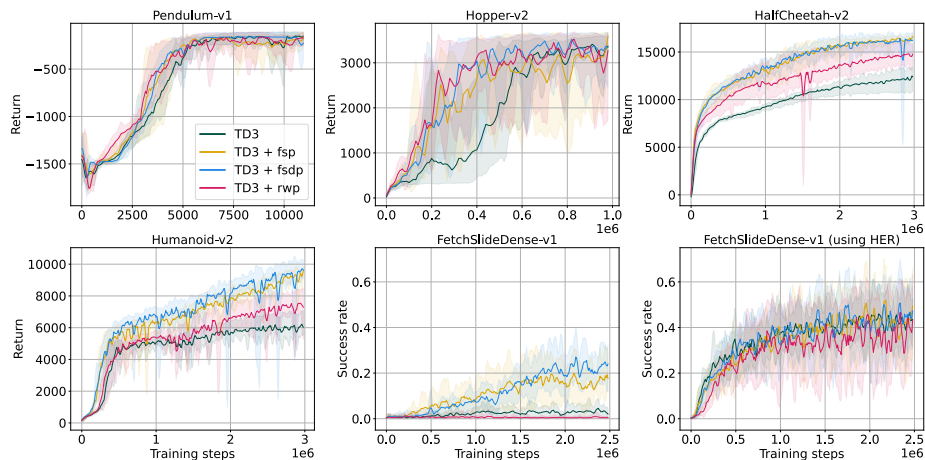 Pendulum-v1
Return
−500
−1000
−1500
0 2500 5000 7500 10000
TD3
TD3 + fsp
TD3 + fsdp
TD3 + rwp
Hopper-v2
Return
3000
2000
1000
0
0.0 0.2 0.4 0.6 0.8 1.0
1e6
HalfCheetah-v2
Return
15000
10000
5000
0
0 1 2 3
1e6
Humanoid-v2
Return
10000
8000
6000
4000
2000
0
0 1 2 3
Training steps 1e6
FetchSlideDense-v1
Success rate
0.6
0.4
0.2
0.0
0.0 0.5 1.0 1.5 2.0 2.5
Training steps 1e6
FetchSlideDense-v1 (using HER)
Success rate
0.6
0.4
0.2
0.0
0.0 0.5 1.0 1.5 2.0 2.5
Training steps 1e6